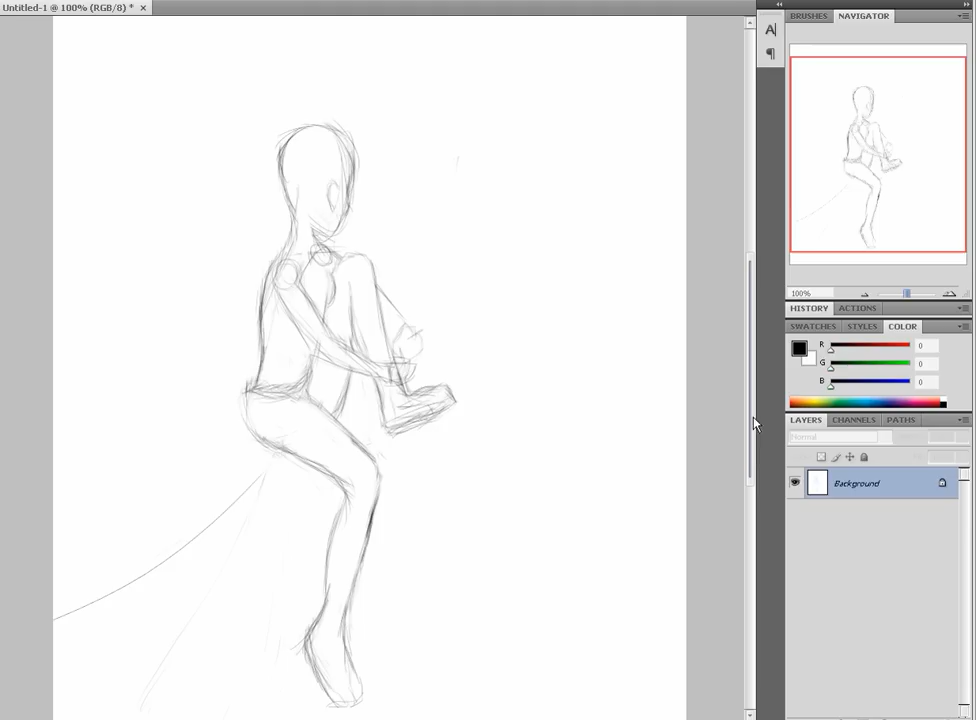 Untitled-1 @ 100% (RGB/8) * ×
A
¶
BRUSHES NAVIGATOR
100%
HISTORY ACTIONS
SWATCHES STYLES COLOR
R 0
G 0
B 0
LAYERS CHANNELS PATHS
Normal
Background